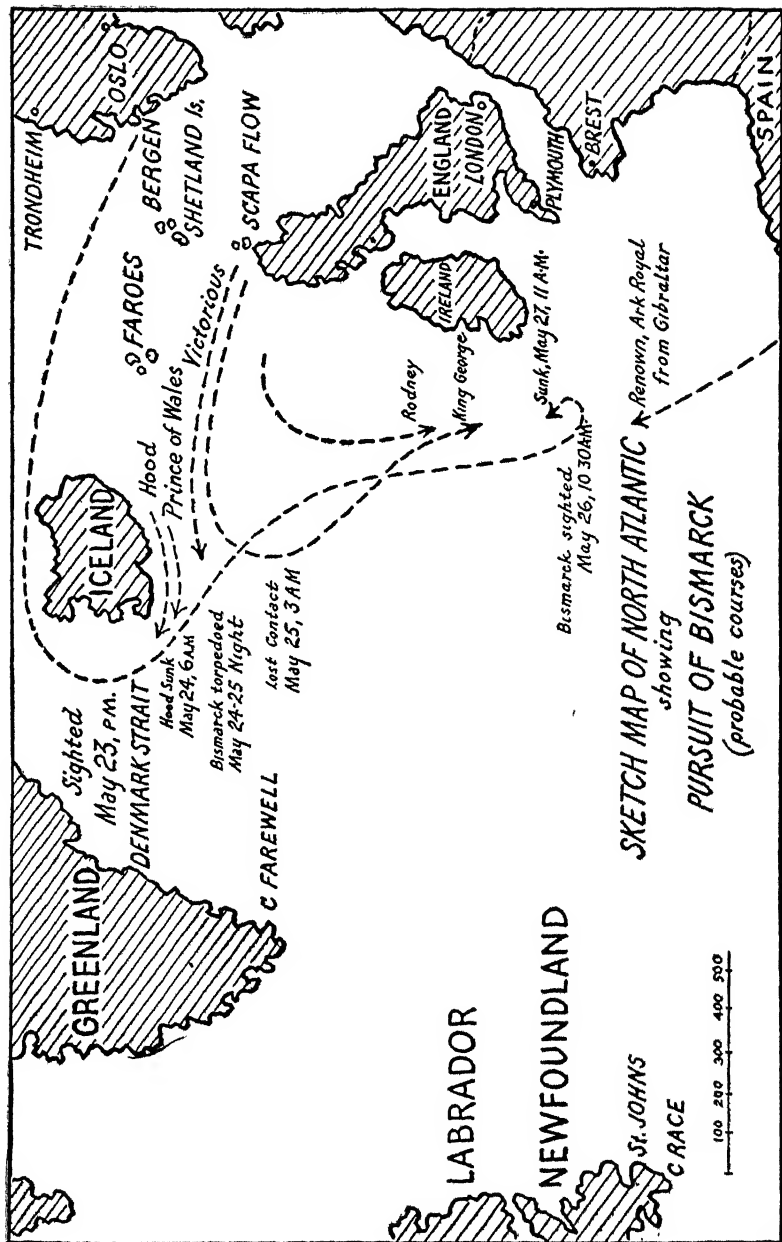 TRONDHEIM
OSLO
BERGEN
SHETLAND Is.
FAROES
SCAPA FLOW
Victorious
Hood
Prince of Wales
ICELAND
Sighted
May 23, P.M.
DENMARK STRAIT
GREENLAND
Hood Sunk
May 24, 6 AM
Bismarck torpedoed
May 24-25 Night
Lost Contact
May 25, 3 AM
C FAREWELL
ENGLAND
LONDON
IRELAND
PLYMOUTH
BREST
SPAIN
Rodney
King George
Sunk, May 27, 11 A.M.
Bismarck sighted
May 26, 10 30 A.M.
Renown, Ark Royal
from Gibraltar
LABRADOR
NEWFOUNDLAND
St. JOHNS
C RACE
SKETCH MAP OF NORTH ATLANTIC
showing
PURSUIT OF BISMARCK
(probable courses)
100 200 300 400 500